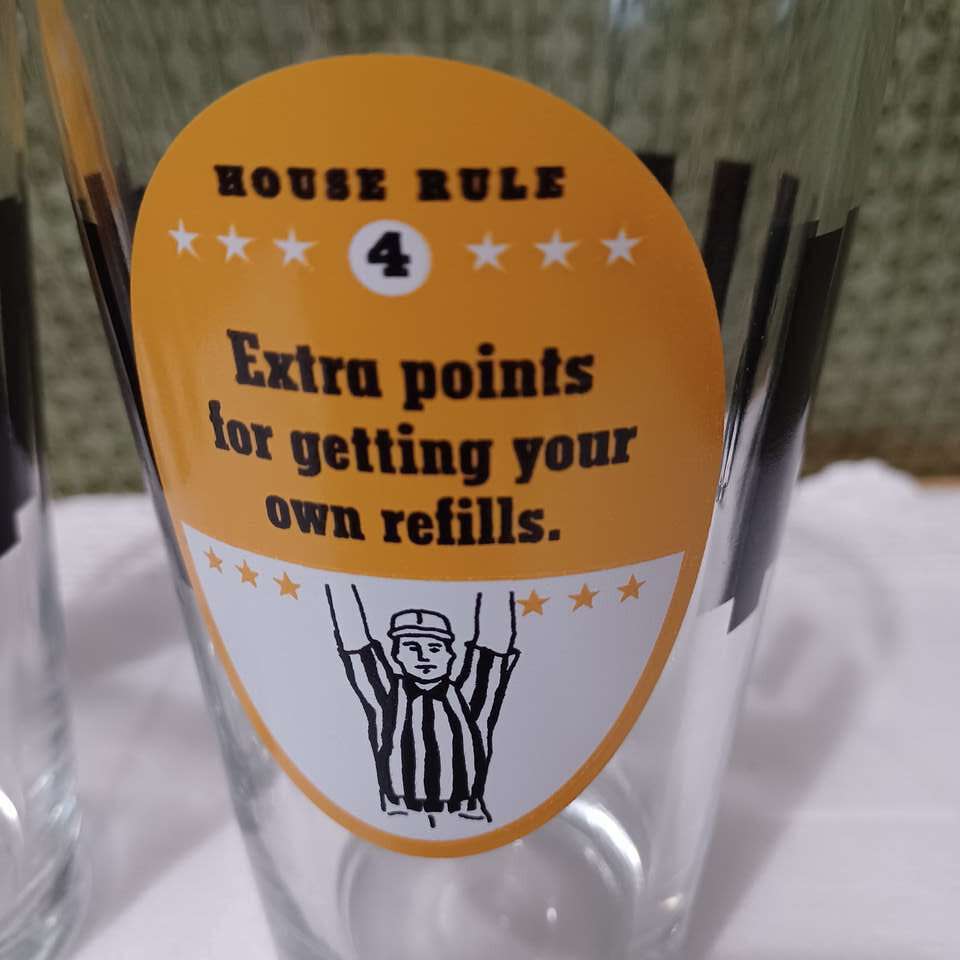 HOUSE RULE
4
Extra points
for getting your
own refills.